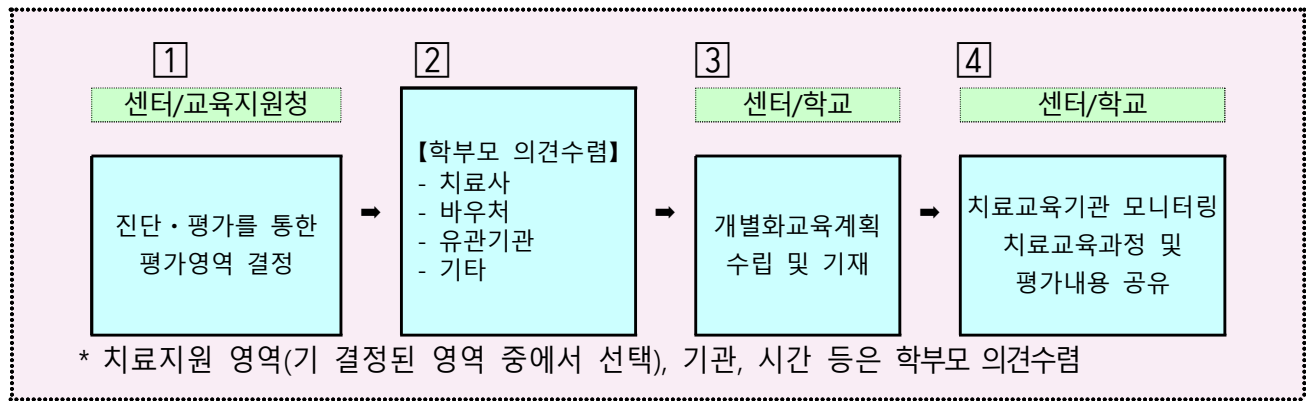 1
센터/교육지원청
진단・평가를 통한
평가영역 결정
➡
2
【학부모 의견수렴】
- 치료사
- 바우처
- 유관기관
- 기타
➡
3
센터/학교
개별화교육계획
수립 및 기재
➡
4
센터/학교
치료교육기관 모니터링
치료교육과정 및
평가내용 공유
* 치료지원 영역(기 결정된 영역 중에서 선택), 기관, 시간 등은 학부모 의견수렴